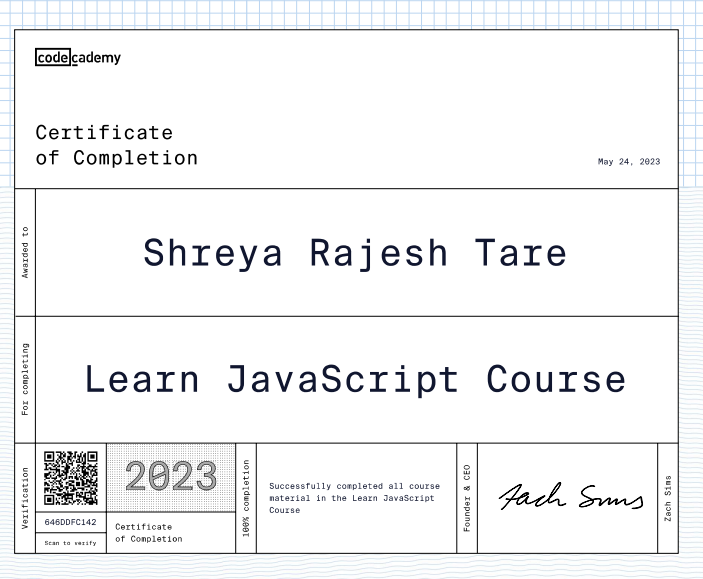 codecademy
Certificate
of Completion
May 24, 2023
Awarded to
Shreya Rajesh Tare
For completing
Learn JavaScript Course
Verification
646DDFC142
Scan to verify
2023
Certificate
of Completion
100% completion
Successfully completed all course
material in the Learn JavaScript
Course
Founder & CEO
Zach Sims
Zach Sims